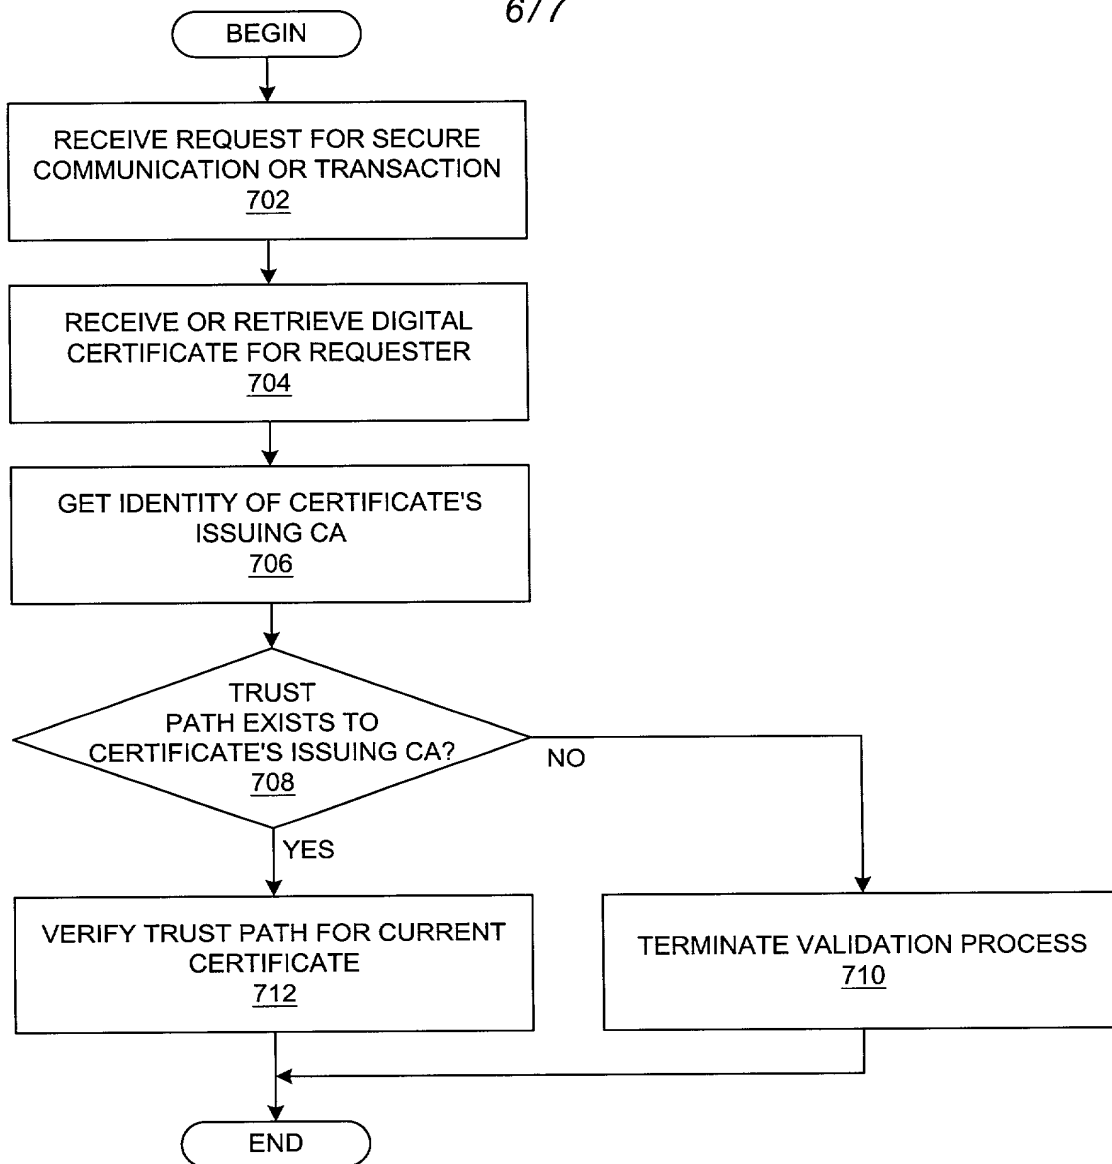 6/7
BEGIN
RECEIVE REQUEST FOR SECURE
COMMUNICATION OR TRANSACTION
702
RECEIVE OR RETRIEVE DIGITAL
CERTIFICATE FOR REQUESTER
704
GET IDENTITY OF CERTIFICATE'S
ISSUING CA
706
TRUST
PATH EXISTS TO
CERTIFICATE'S ISSUING CA?
708
NO
YES
VERIFY TRUST PATH FOR CURRENT
CERTIFICATE
712
TERMINATE VALIDATION PROCESS
710
END